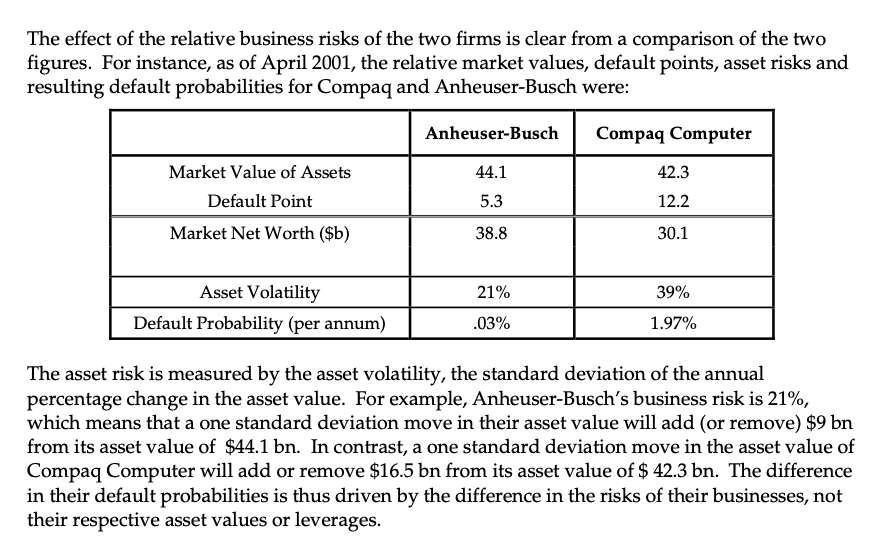 The effect of the relative business risks of the two firms is clear from a comparison of the two
figures. For instance, as of April 2001, the relative market values, default points, asset risks and
resulting default probabilities for Compaq and Anheuser-Busch were:
Anheuser-Busch Compaq Computer
Market Value of Assets 44.1 42.3
Default Point 5.3 12.2
Market Net Worth ($b) 38.8 30.1
Asset Volatility 21% 39%
Default Probability (per annum) .03% 1.97%
The asset risk is measured by the asset volatility, the standard deviation of the annual
percentage change in the asset value. For example, Anheuser-Busch's business risk is 21%,
which means that a one standard deviation move in their asset value will add (or remove) $9 bn
from its asset value of $44.1 bn. In contrast, a one standard deviation move in the asset value of
Compaq Computer will add or remove $16.5 bn from its asset value of $ 42.3 bn. The difference
in their default probabilities is thus driven by the difference in the risks of their businesses, not
their respective asset values or leverages.